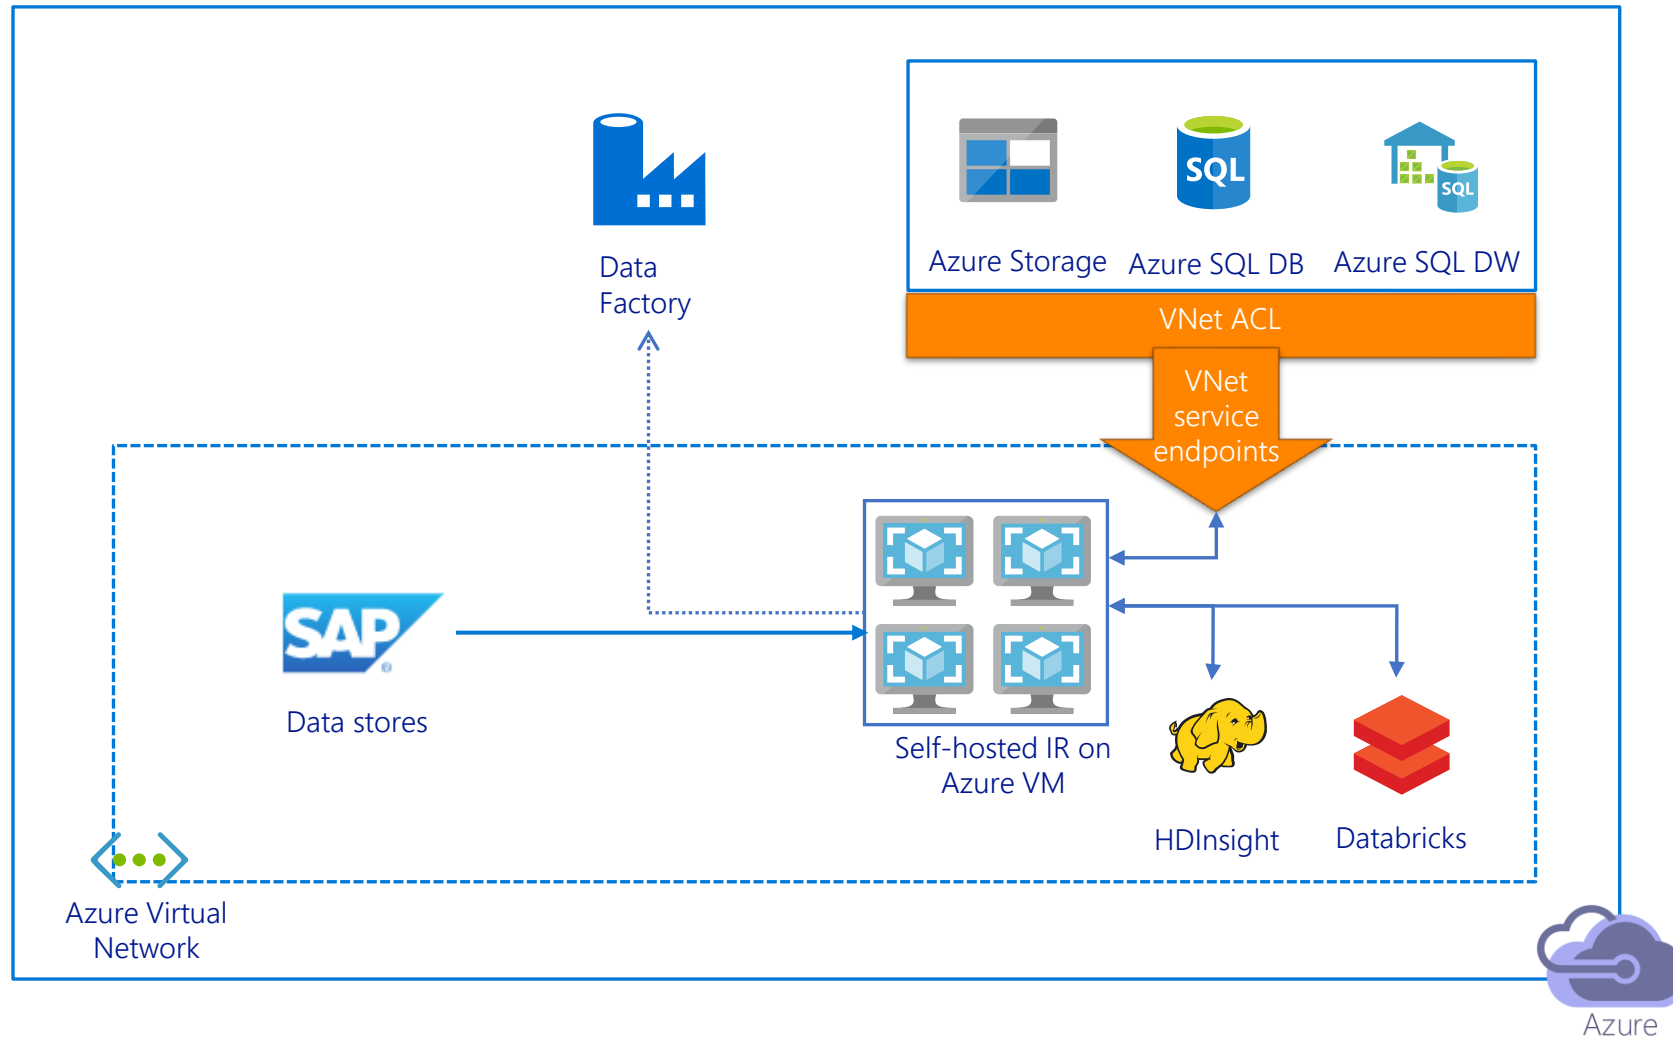 SQL
SQL
Azure Storage
Azure SQL DB
Azure SQL DW
Data
Factory
VNet ACL
VNet
service
endpoints
SAP
®
Data stores
Self-hosted IR on
Azure VM
HDInsight
Databricks
Azure Virtual
Network
Azure